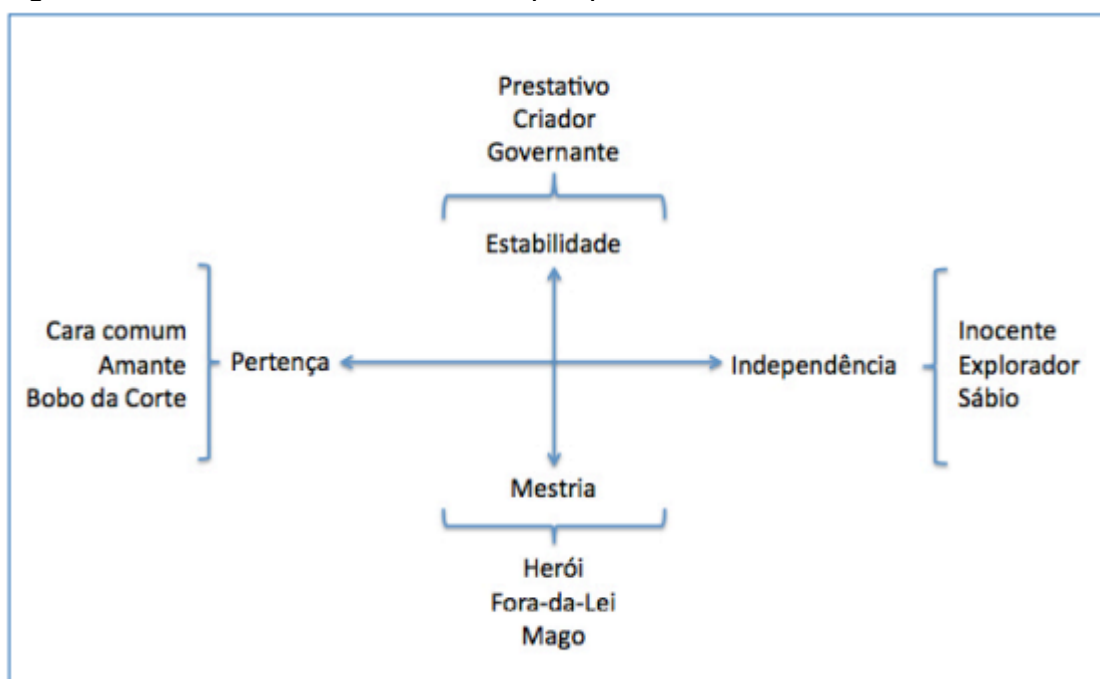 Prestativo
Criador
Governante
Estabilidade
Cara comum
Amante
Bobo da Corte
Pertença
Independência
Inocente
Explorador
Sábio
Mestria
Herói
Fora-da-Lei
Mago